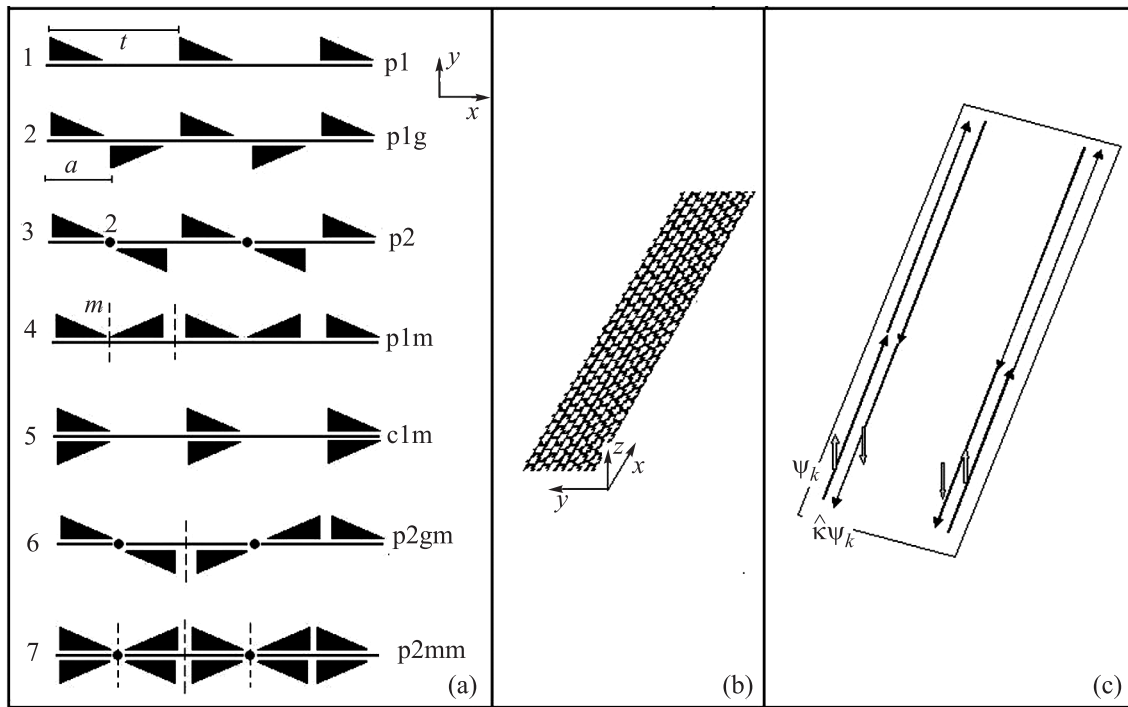 1 t p1
y
x
2 p1g
a
3 2 p2
m
4 p1m
5 c1m
6 p2gm
7 p2mm
(a)
z
x
y
(b)
ψk
κ̂ψk
(c)